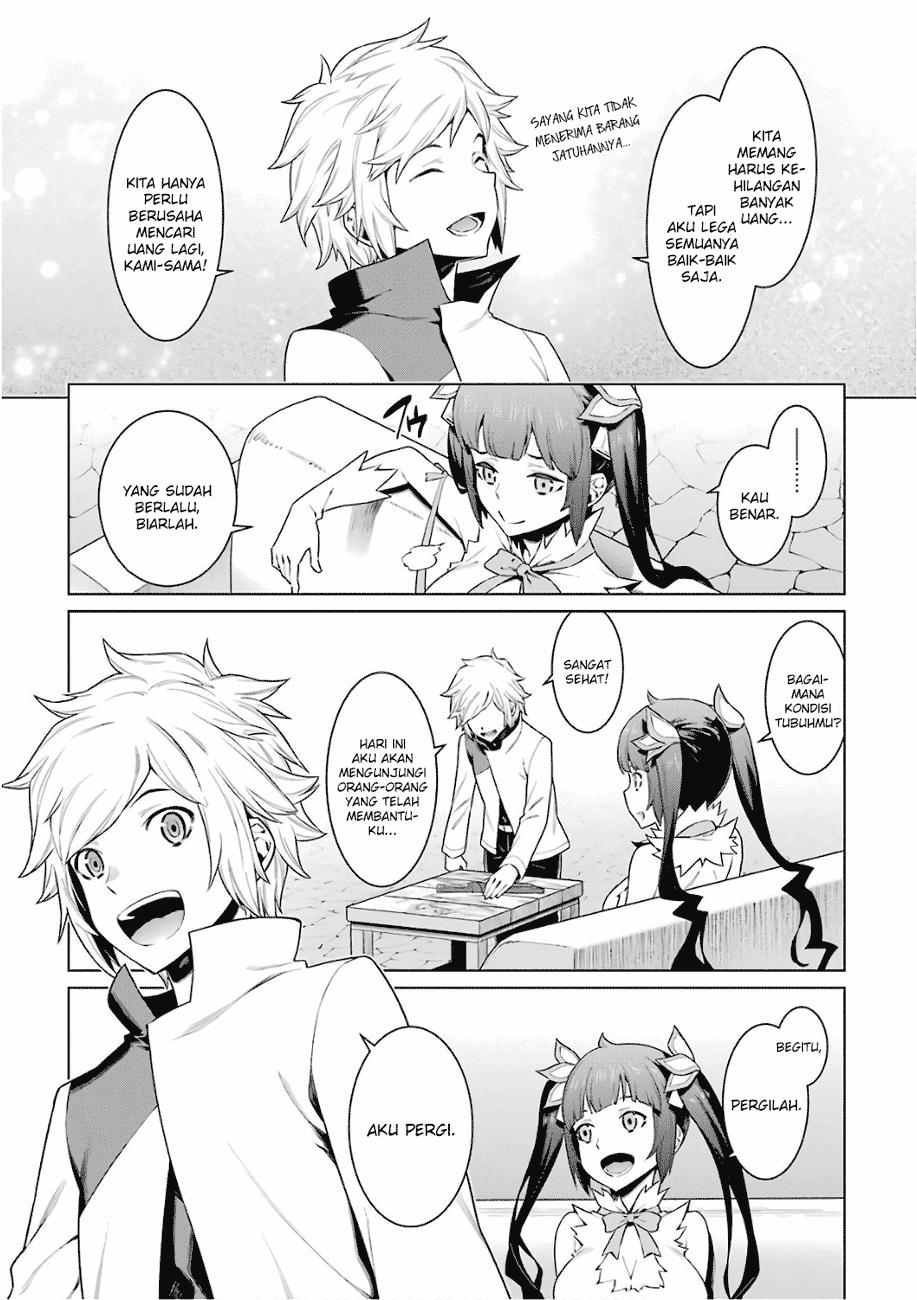 KITA
MEMANG
HARUS KE-
HILANGAN
BANYAK
UANG...
TAPI
AKU LEGA
SEMUANYA
BAIK-BAIK
SAJA.
SAYANG KITA TIDAK
MENERIMA BARANG
JATUHANNYA...
KITA HANYA
PERLU
BERUSAHA
MENCARI
UANG LAGI,
KAMI-SAMA!
.........
KAU
BENAR.
YANG SUDAH
BERLALU,
BIARLAH.
BAGAI-
MANA
KONDISI
TUBUHMU?
SANGAT
SEHAT!
HARI INI
AKU AKAN
MENGUNJUNGI
ORANG-ORANG
YANG TELAH
MEMBANTU-
KU...
BEGITU,
PERGILAH.
AKU PERGI.